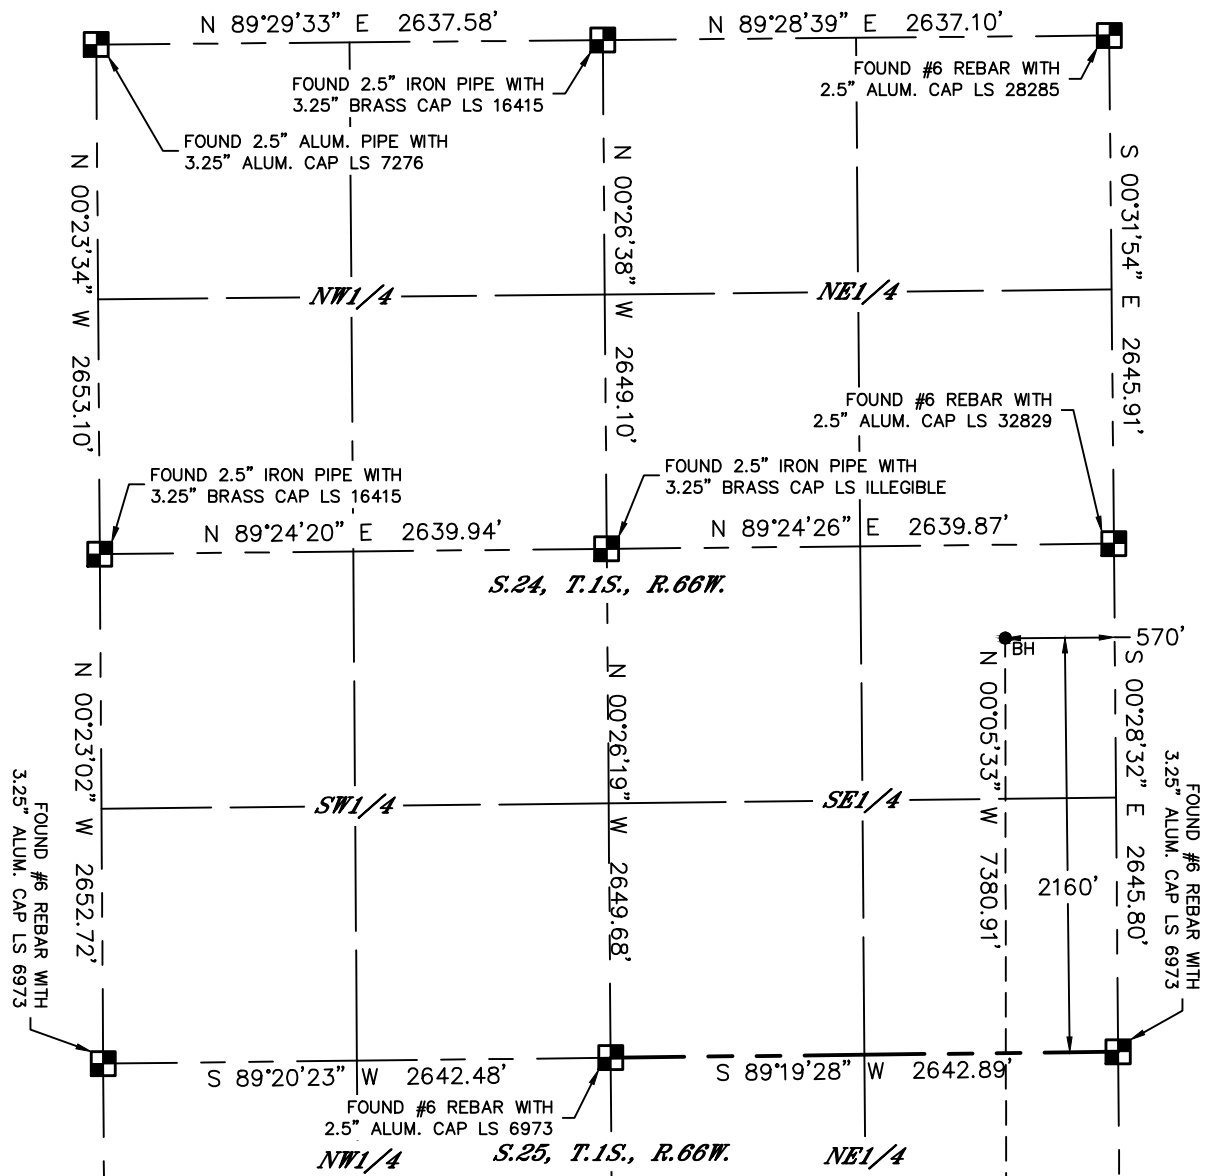 N 89°29'33" E 2637.58'
N 89°28'39" E 2637.10'
FOUND 2.5" IRON PIPE WITH
3.25" BRASS CAP LS 16415
FOUND #6 REBAR WITH
2.5" ALUM. CAP LS 28285
FOUND 2.5" ALUM. PIPE WITH
3.25" ALUM. CAP LS 7276
N 00°23'34" W 2653.10'
N 00°26'38" W 2649.10'
S 00°31'54" E 2645.91'
NW1/4
NE1/4
FOUND #6 REBAR WITH
2.5" ALUM. CAP LS 32829
FOUND 2.5" IRON PIPE WITH
3.25" BRASS CAP LS 16415
FOUND 2.5" IRON PIPE WITH
3.25" BRASS CAP LS ILLEGIBLE
N 89°24'20" E 2639.94'
N 89°24'26" E 2639.87'
S.24, T.1S., R.66W.
570'
BH
N 00°23'02" W 2652.72'
N 00°26'19" W 2649.68'
N 00°05'33" W 7380.91'
S 00°28'32" E 2645.80'
FOUND #6 REBAR WITH
3.25" ALUM. CAP LS 6973
FOUND #6 REBAR WITH
3.25" ALUM. CAP LS 6973
SW1/4
SE1/4
2160'
S 89°20'23" W 2642.48'
S 89°19'28" W 2642.89'
FOUND #6 REBAR WITH
2.5" ALUM. CAP LS 6973
S.25, T.1S., R.66W.
NW1/4
NE1/4